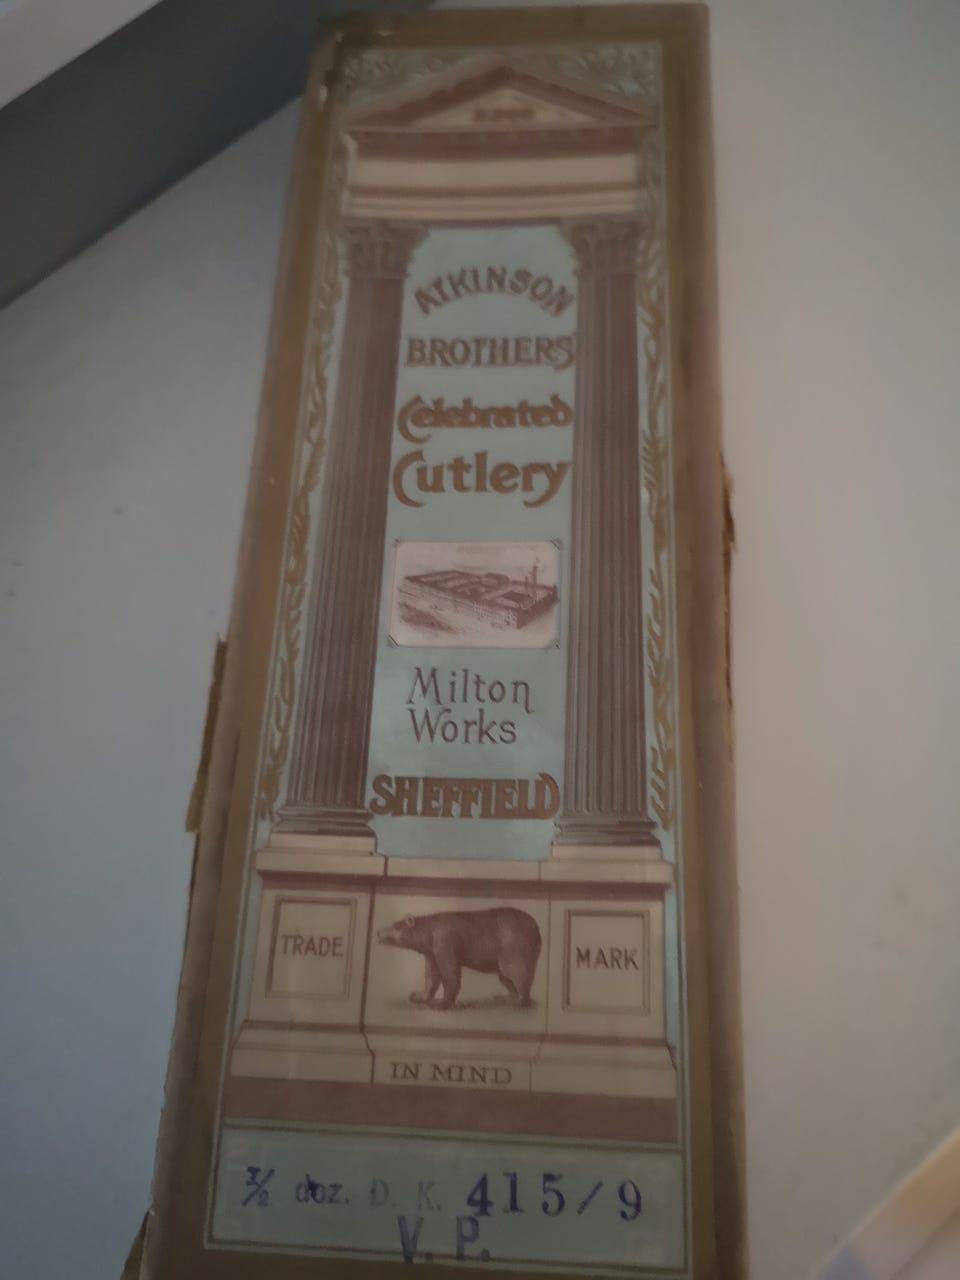 ATKINSON
BROTHERS'
Celebrated
Cutlery
Milton
Works
SHEFFIELD
TRADE MARK
IN MIND
1/2 doz. D. K. 415/9
V. P.